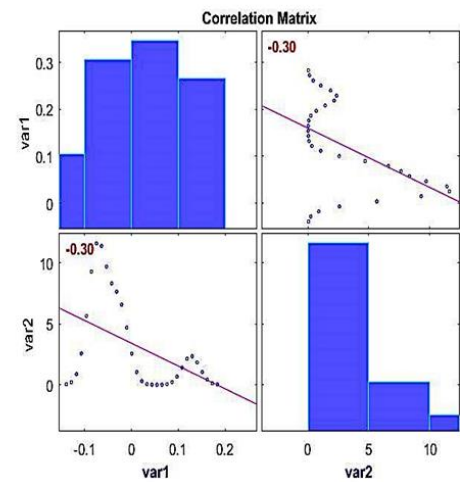 Correlation Matrix
-0.30
0.3
0.2
0.1
0
var1
-0.30
10
5
0
var2
-0.1 0 0.1 0.2
0 5 10
var1 var2